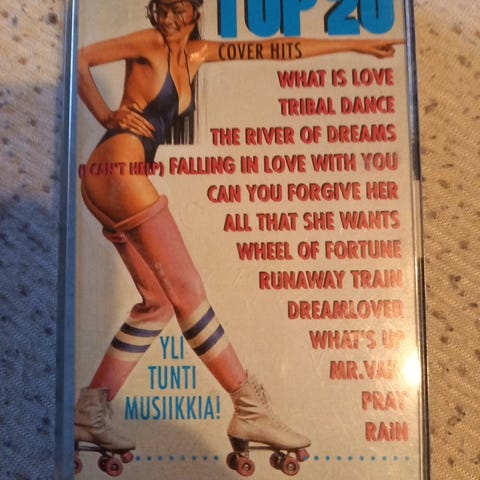 TOP 20
COVER HITS
WHAT IS LOVE
TRIBAL DANCE
THE RIVER OF DREAMS
(I CAN'T HELP) FALLING IN LOVE WITH YOU
CAN YOU FORGIVE HER
ALL THAT SHE WANTS
WHEEL OF FORTUNE
RUNAWAY TRAIN
DREAMLOVER
WHAT'S UP
MR. VAIN
PRAY
RAIN
YLI
TUNTI
MUSIIKKIA!